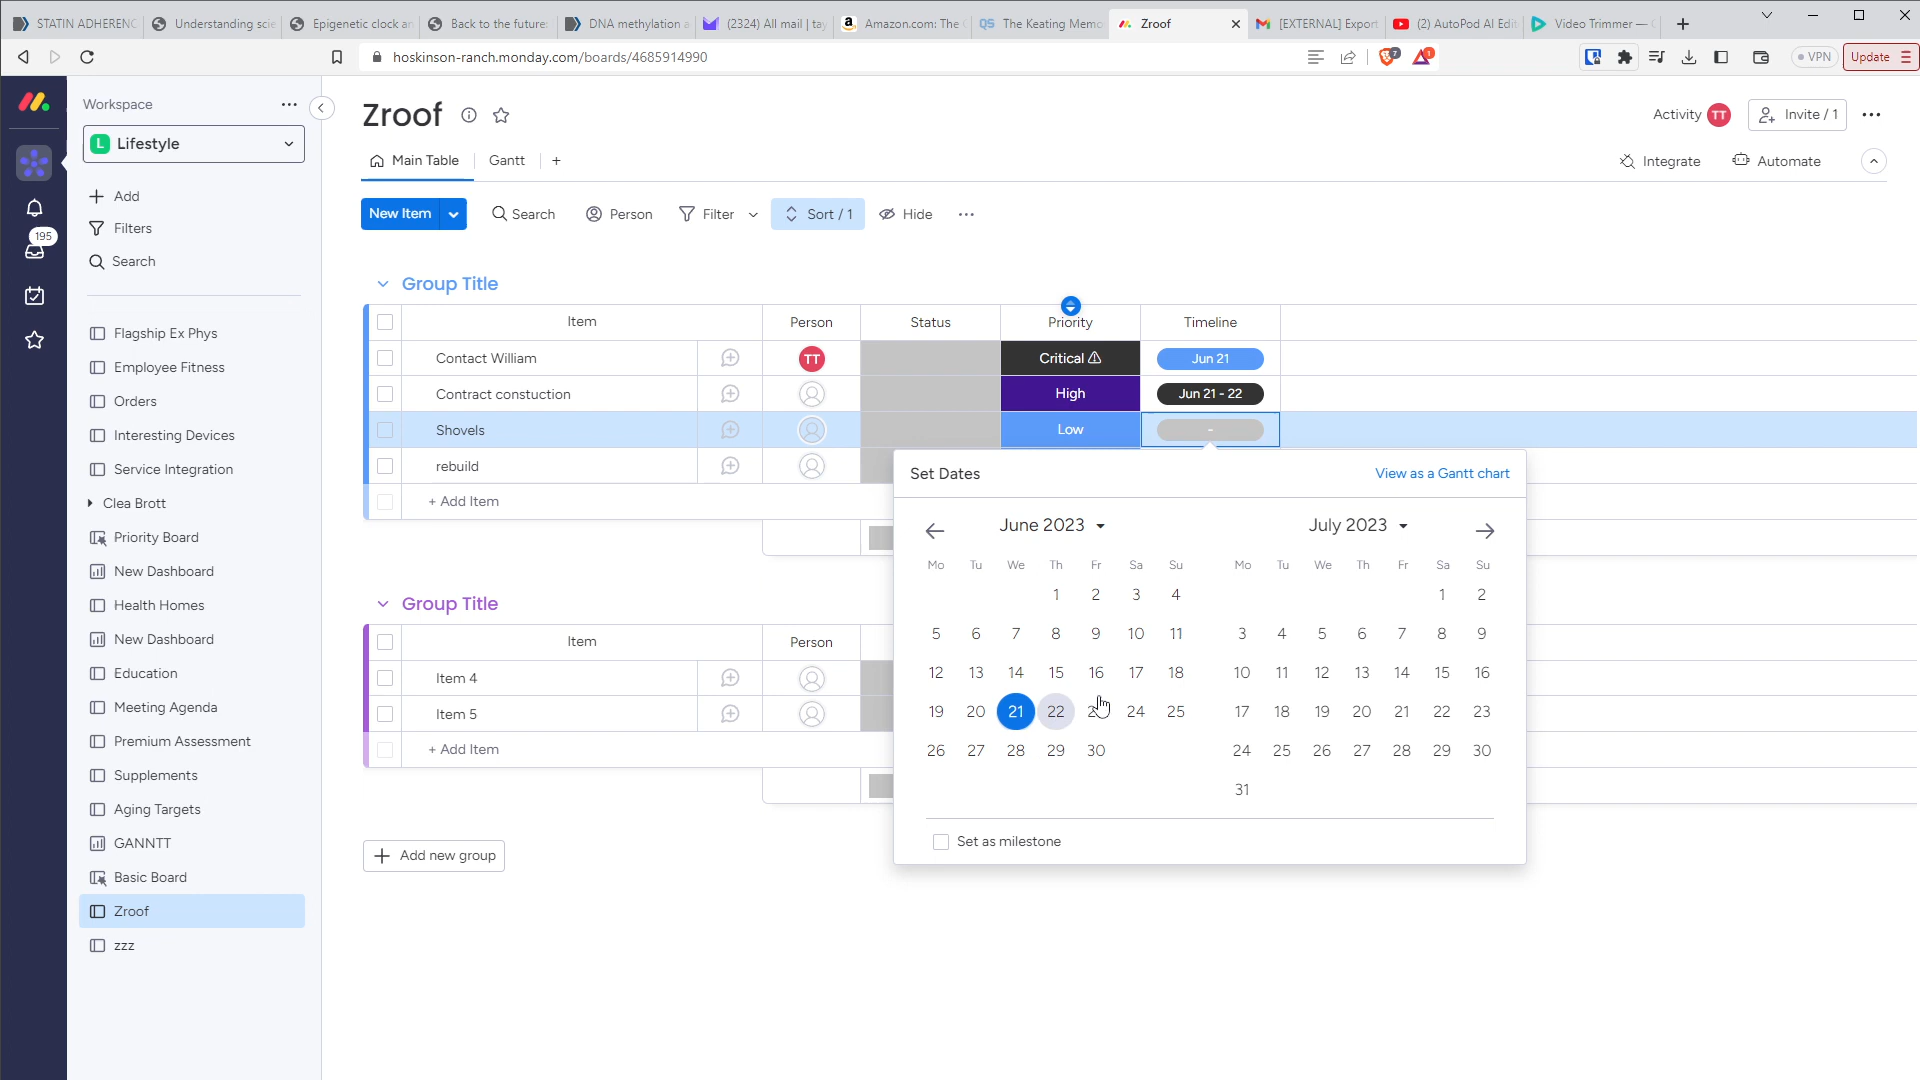 STATIN ADHERENC
Understanding scie
Epigenetic clock an
Back to the future:
DNA methylation a
(2324) All mail | tay
Amazon.com: The C
QS The Keating Memo
Zroof
[EXTERNAL] Export
(2) AutoPod AI Edit
Video Trimmer —
hoskinson-ranch.monday.com/boards/4685914990
7
1
VPN
Update
Workspace
L Lifestyle
Add
Filters
Search
195
Flagship Ex Phys
Employee Fitness
Orders
Interesting Devices
Service Integration
Clea Brott
Priority Board
New Dashboard
Health Homes
New Dashboard
Education
Meeting Agenda
Premium Assessment
Supplements
Aging Targets
GANNTT
Basic Board
Zroof
zzz
Zroof
Activity TT
Invite / 1
Main Table
Gantt
+
Integrate
Automate
New Item
Search
Person
Filter
Sort / 1
Hide
Group Title
Item Person Status Priority Timeline
Contact William TT Critical Jun 21
Contract constuction High Jun 21 - 22
Shovels Low -
rebuild
+ Add Item
Set Dates View as a Gantt chart
June 2023 July 2023
Mo Tu We Th Fr Sa Su Mo Tu We Th Fr Sa Su
1 2 3 4 1 2
5 6 7 8 9 10 11 3 4 5 6 7 8 9
12 13 14 15 16 17 18 10 11 12 13 14 15 16
19 20 21 22 24 25 17 18 19 20 21 22 23
26 27 28 29 30 24 25 26 27 28 29 30
31
Set as milestone
Group Title
Item Person
Item 4
Item 5
+ Add Item
Add new group